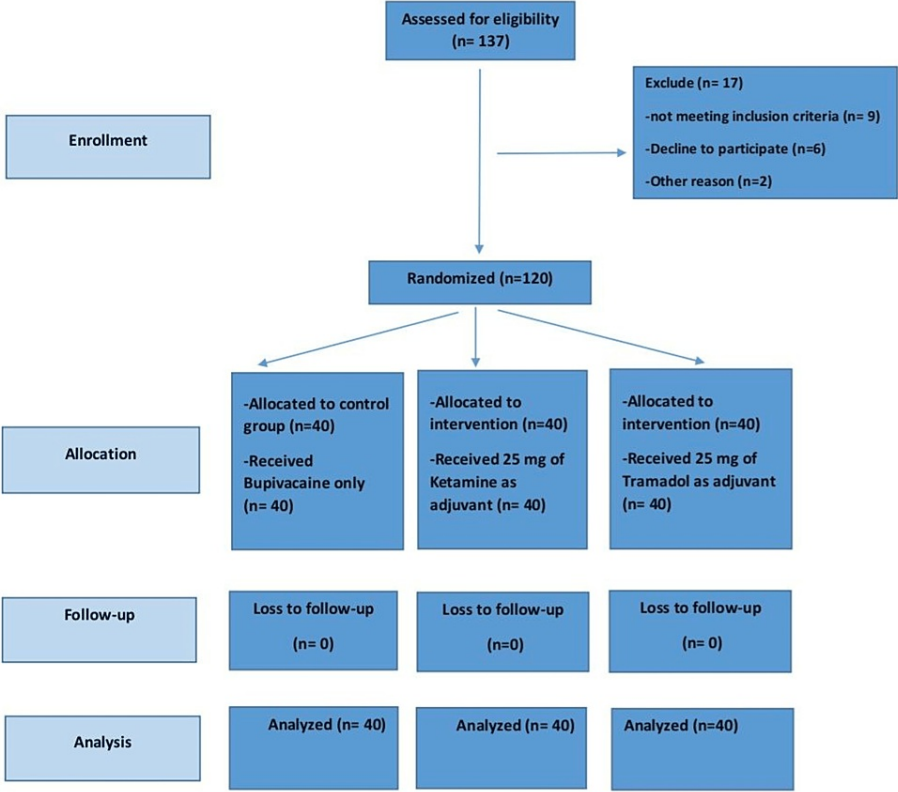 Assessed for eligibility
(n= 137)
Exclude (n= 17)
-not meeting inclusion criteria (n= 9)
-Decline to participate (n=6)
-Other reason (n=2)
Enrollment
Randomized (n=120)
Allocation
-Allocated to control
group (n=40)
-Received
Bupivacaine only
(n= 40)
-Allocated to
intervention (n=40)
-Received 25 mg of
Ketamine as
adjuvant (n= 40)
-Allocated to
intervention (n=40)
-Received 25 mg of
Tramadol as adjuvant
(n= 40)
Follow-up
Loss to follow-up
(n= 0)
Loss to follow-up
(n=0)
Loss to follow-up
(n= 0)
Analysis
Analyzed (n= 40)
Analyzed (n= 40)
Analyzed (n=40)